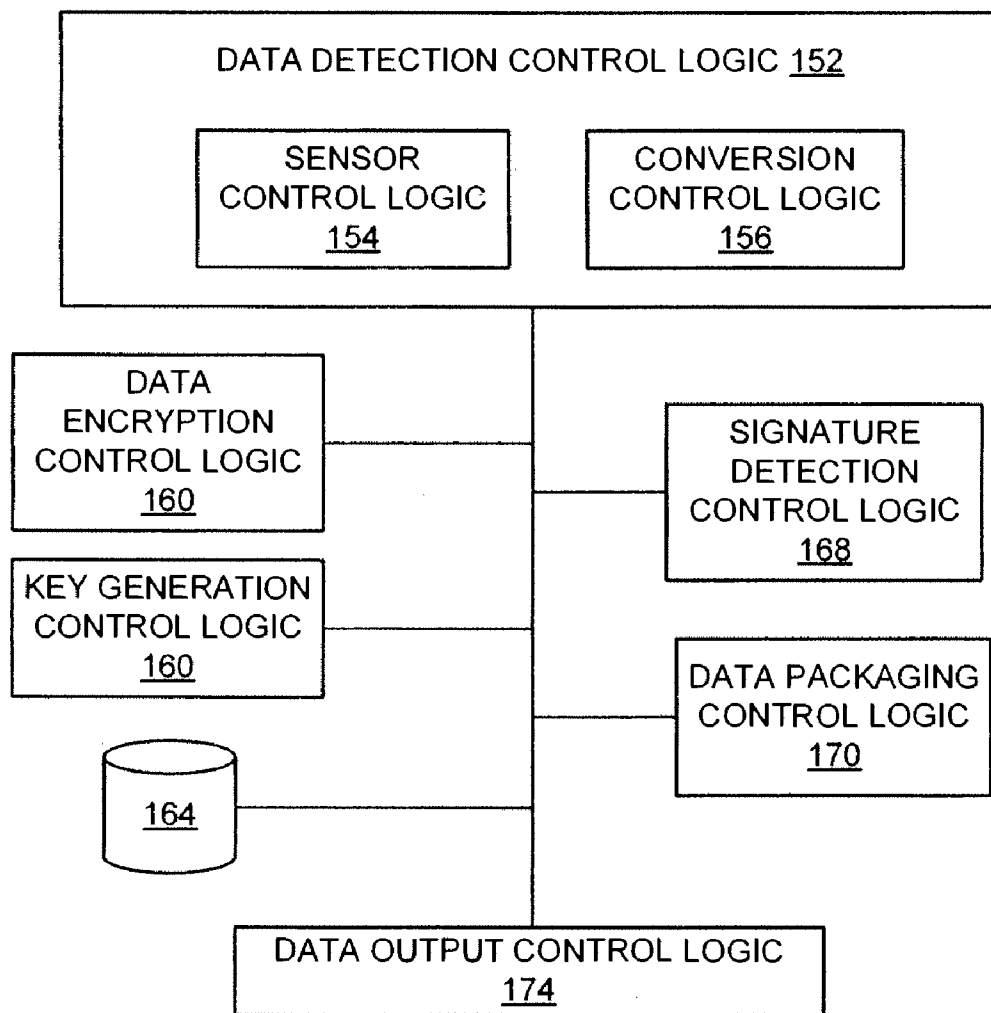 DATA DETECTION CONTROL LOGIC 152
SENSOR
CONTROL LOGIC
154
CONVERSION
CONTROL LOGIC
156
DATA
ENCRYPTION
CONTROL LOGIC
160
SIGNATURE
DETECTION
CONTROL LOGIC
168
KEY GENERATION
CONTROL LOGIC
160
DATA PACKAGING
CONTROL LOGIC
170
164
DATA OUTPUT CONTROL LOGIC
174